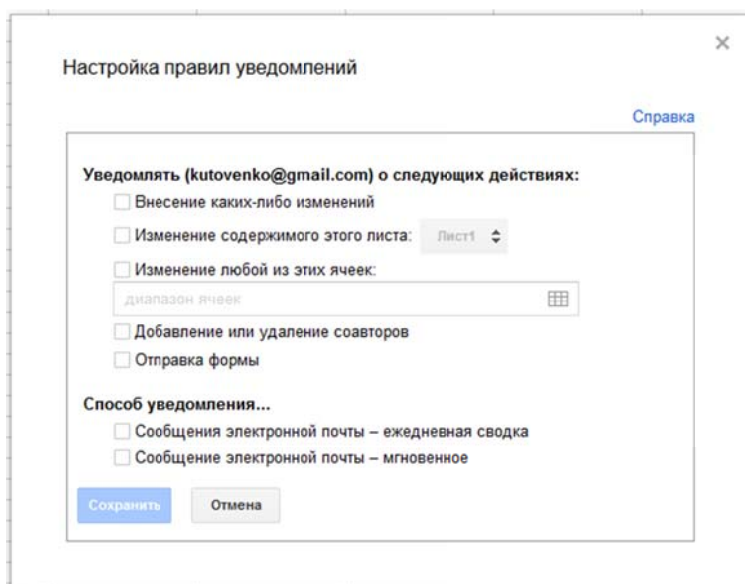 Настройка правил уведомлений
Справка
Уведомлять (kutovenko@gmail.com) о следующих действиях:
Внесение каких-либо изменений
Изменение содержимого этого листа: Лист1
Изменение любой из этих ячеек:
диапазон ячеек
Добавление или удаление соавторов
Отправка формы
Способ уведомления...
Сообщения электронной почты – ежедневная сводка
Сообщение электронной почты – мгновенное
Сохранить Отмена